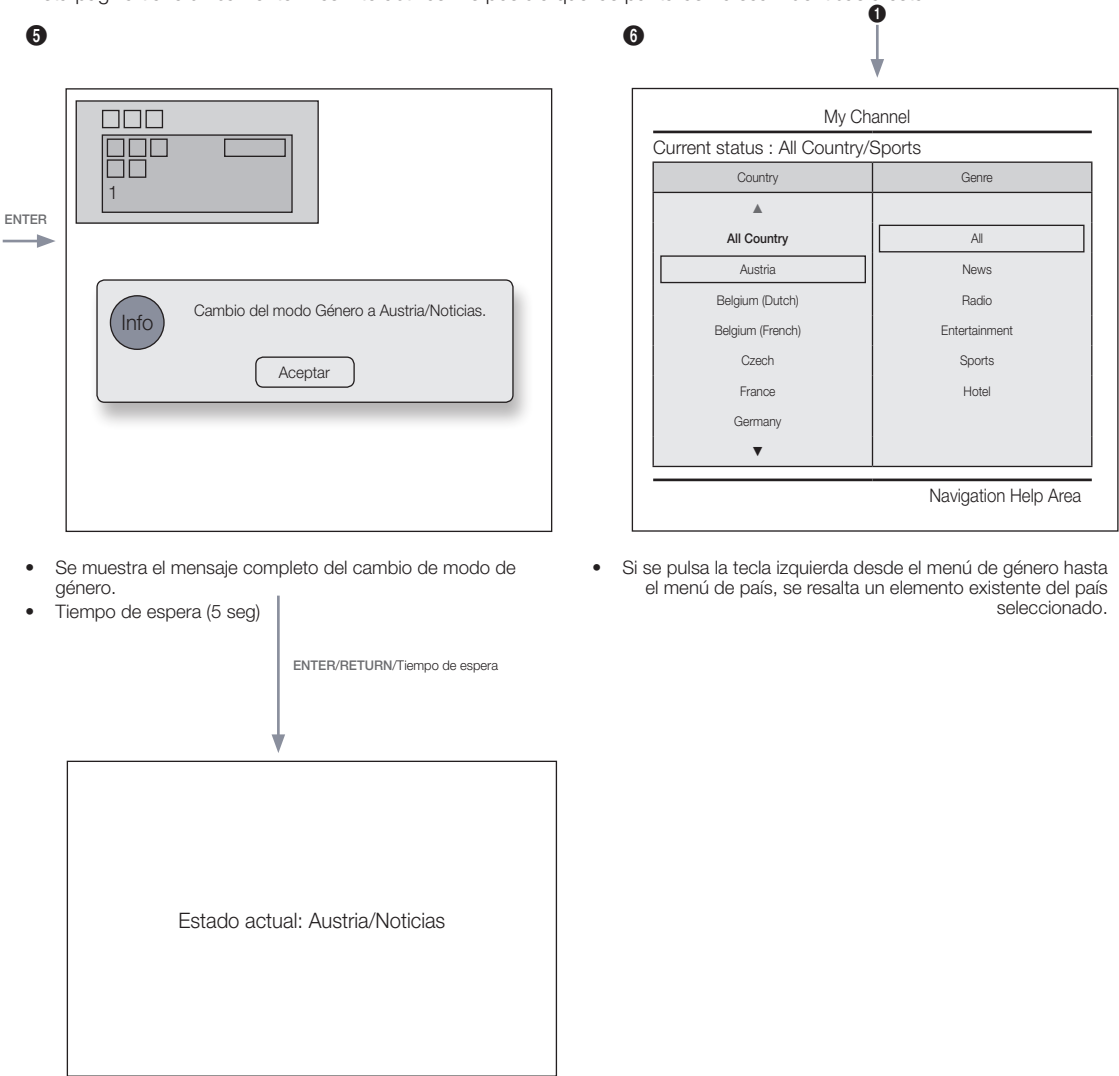 ❺
ENTER
1
Info
Cambio del modo Género a Austria/Noticias.
Aceptar
• Se muestra el mensaje completo del cambio de modo de
género.
• Tiempo de espera (5 seg)
ENTER/RETURN/Tiempo de espera
Estado actual: Austria/Noticias
❻
❶
My Channel
Current status : All Country/Sports
Country Genre
▲
All Country All
Austria News
Belgium (Dutch) Radio
Belgium (French) Entertainment
Czech Sports
France Hotel
Germany
▼
Navigation Help Area
• Si se pulsa la tecla izquierda desde el menú de género hasta
el menú de país, se resalta un elemento existente del país
seleccionado.